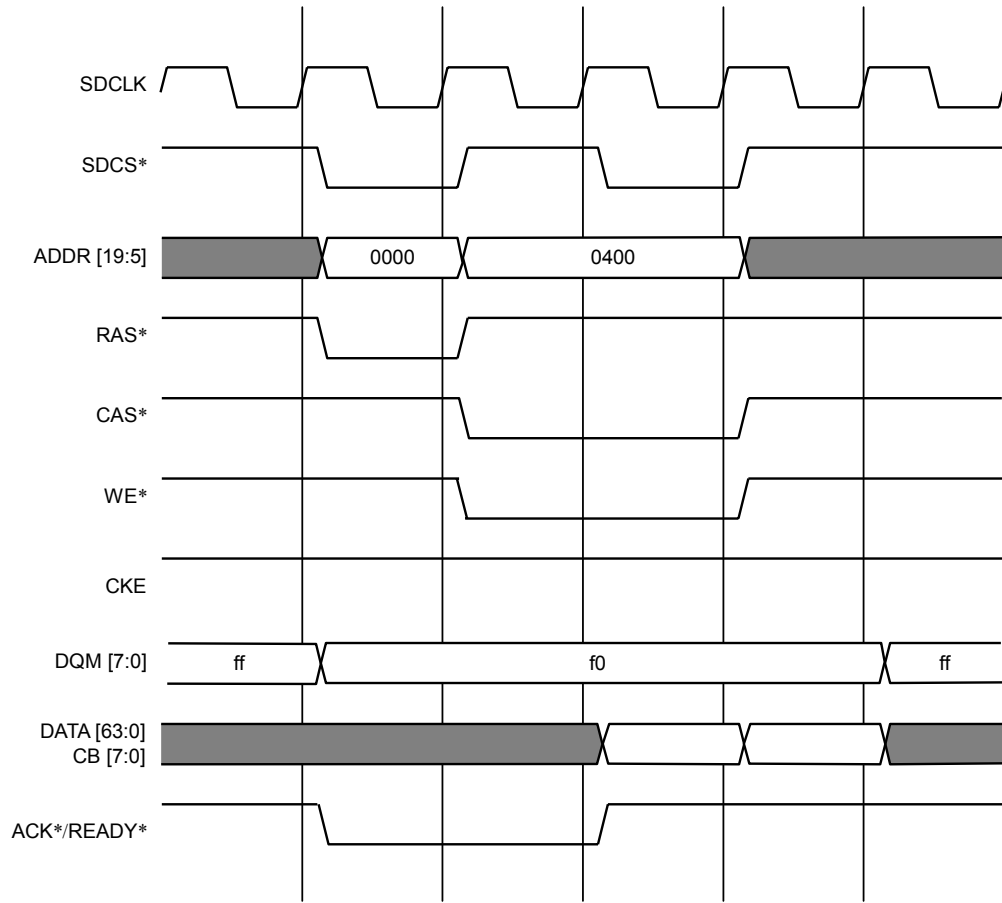 SDCLK
SDCS*
ADDR [19:5]
0000
0400
RAS*
CAS*
WE*
CKE
DQM [7:0]
ff
f0
ff
DATA [63:0]
CB [7:0]
ACK*/READY*